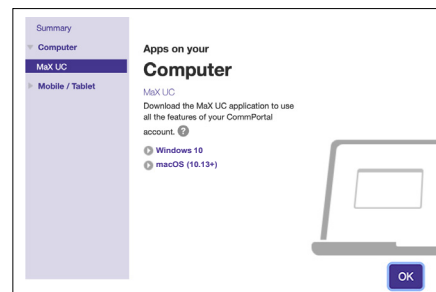 Summary
Computer
MaX UC
Mobile / Tablet
Apps on your
Computer
MaX UC
Download the MaX UC application to use
all the features of your CommPortal
account. ?
Windows 10
macOS (10.13+)
OK